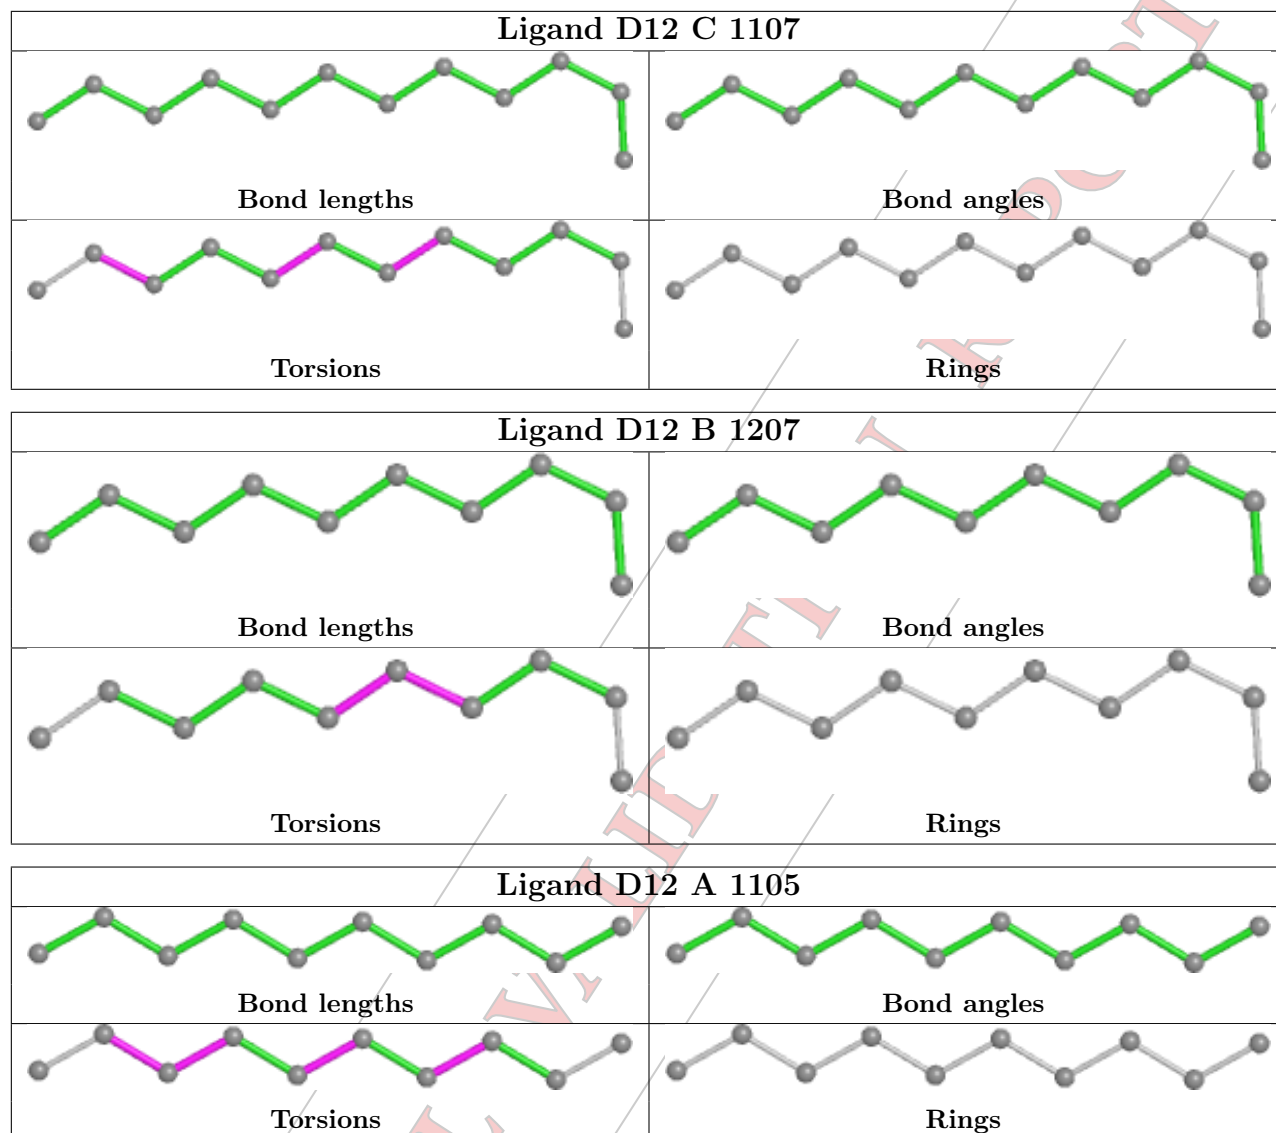 Ligand D12 C 1107
Bond lengths
Bond angles
Torsions
Rings
Ligand D12 B 1207
Bond lengths
Bond angles
Torsions
Rings
Ligand D12 A 1105
Bond lengths
Bond angles
Torsions
Rings